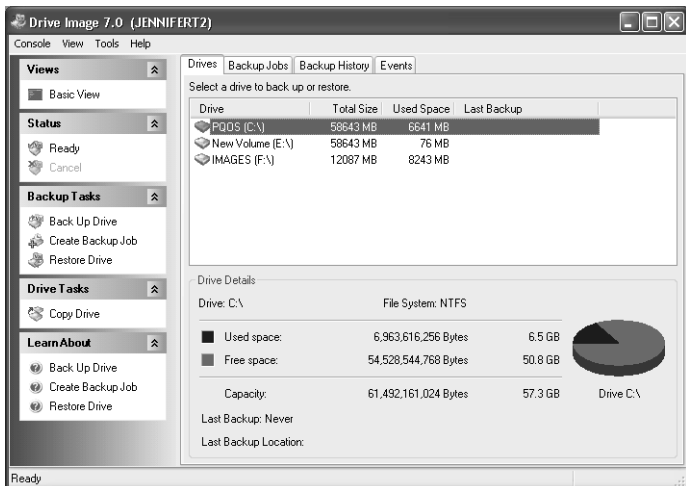 Drive Image 7.0 (JENNIFERT2)
Console View Tools Help
Views
Basic View
Status
Ready
Cancel
Backup Tasks
Back Up Drive
Create Backup Job
Restore Drive
Drive Tasks
Copy Drive
Learn About
Back Up Drive
Create Backup Job
Restore Drive
Drives Backup Jobs Backup History Events
Select a drive to back up or restore.
Drive Total Size Used Space Last Backup
PQOS (C:\) 58643 MB 6641 MB
New Volume (E:\) 58643 MB 76 MB
IMAGES (F:\) 12087 MB 8243 MB
Drive Details
Drive: C:\ File System: NTFS
Used space: 6,963,616,256 Bytes 6.5 GB
Free space: 54,528,544,768 Bytes 50.8 GB
Capacity: 61,492,161,024 Bytes 57.3 GB
Drive C:\
Last Backup: Never
Last Backup Location:
Ready